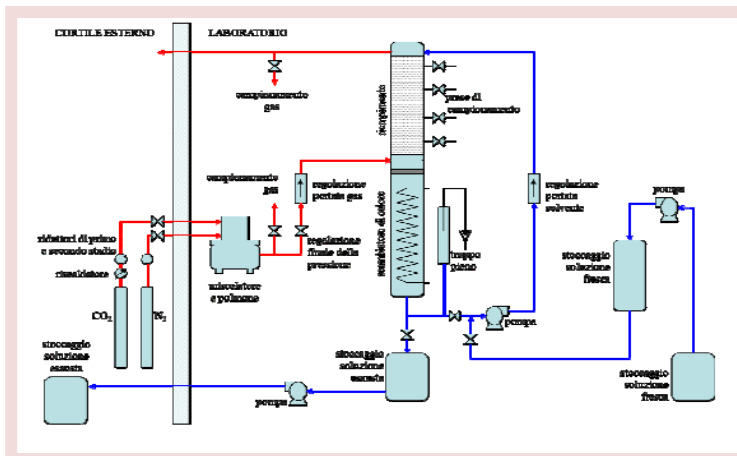 CORTILE ESTERNO
LABORATORIO
campionamento
gas
riempimento
prese di
campionamento
campionamento
gas
regolazione
portata gas
regolazione
portata
solvente
pompa
riduttori di primo
e secondo stadio
riscaldatore
regolazione
finale della
pressione
scambiatore di calore
troppo
pieno
stoccaggio
soluzione
fresca
miscelatore
e polmone
CO2
N2
pompa
stoccaggio
soluzione
esausta
stoccaggio
soluzione
esausta
stoccaggio
soluzione
fresca
pompa